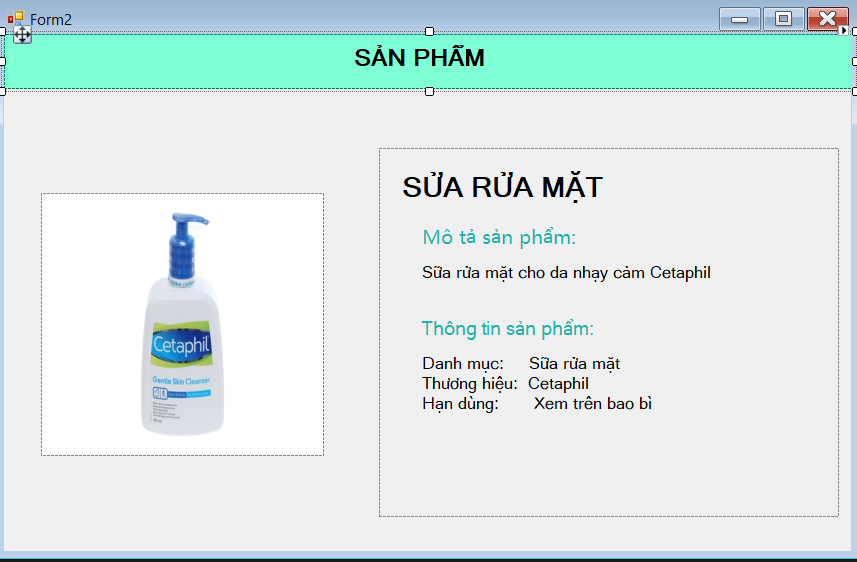 Form2
SẢN PHẨM
SỬA RỬA MẶT
Mô tả sản phẩm:
Sữa rửa mặt cho da nhạy cảm Cetaphil
Thông tin sản phẩm:
Danh mục: Sữa rửa mặt
Thương hiệu: Cetaphil
Hạn dùng: Xem trên bao bì
Cetaphil
Gentle Skin Cleanser